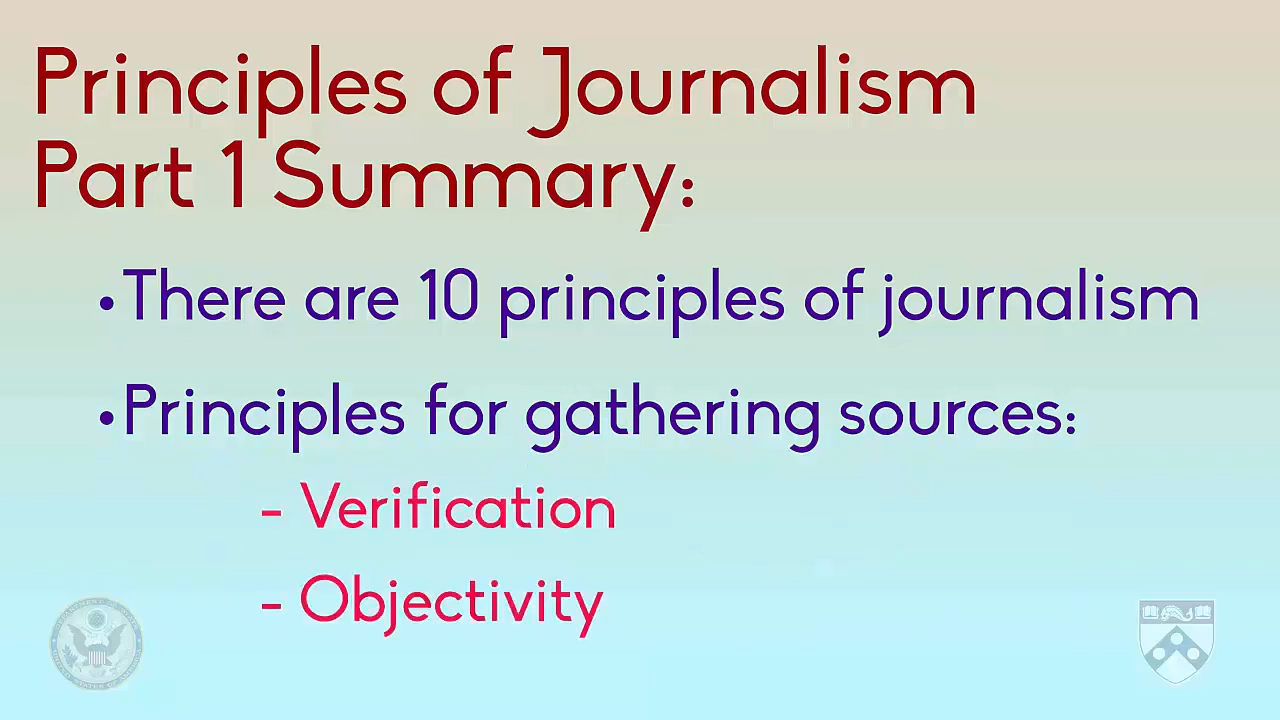 Principles of Journalism
Part 1 Summary:
•There are 10 principles of journalism
•Principles for gathering sources:
- Verification
- Objectivity